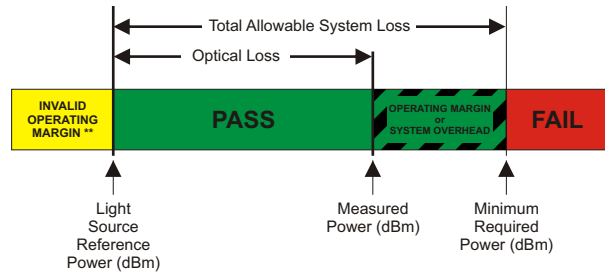 Total Allowable System Loss
Optical Loss
INVALID
OPERATING
MARGIN **
PASS
OPERATING MARGIN
or
SYSTEM OVERHEAD
FAIL
Light
Source
Reference
Power (dBm)
Measured
Power (dBm)
Minimum
Required
Power (dBm)